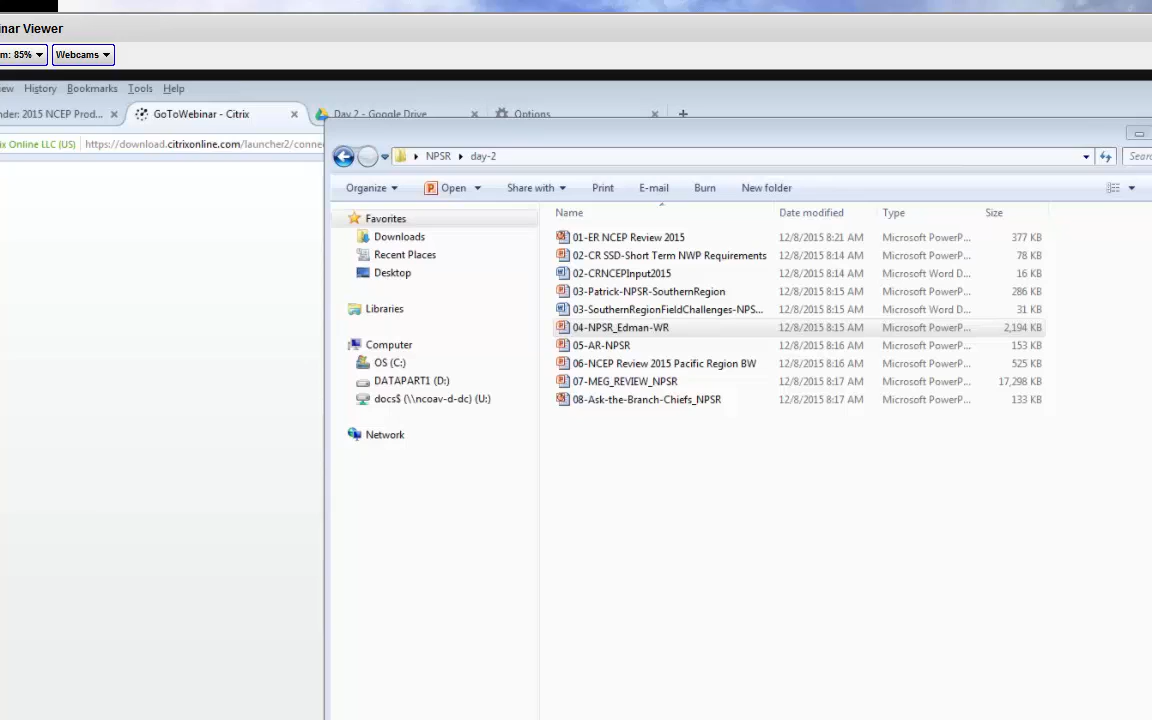 inar Viewer
m: 85% Webcams
ew History Bookmarks Tools Help
nder: 2015 NCEP Prod... GoToWebinar - Citrix Day 2 - Google Drive Options
ix Online LLC (US) https://download.citrixonline.com/launcher2/conne
NPSR day-2 Searc
Organize Open Share with Print E-mail Burn New folder
Favorites
Downloads
Recent Places
Desktop
Libraries
Computer
OS (C:)
DATAPART1 (D:)
docs$ (\\ncoav-d-dc) (U:)
Network
Name Date modified Type Size
01-ER NCEP Review 2015 12/8/2015 8:21 AM Microsoft PowerP... 377 KB
02-CR SSD-Short Term NWP Requirements 12/8/2015 8:14 AM Microsoft PowerP... 78 KB
02-CRNCEPInput2015 12/8/2015 8:14 AM Microsoft Word D... 16 KB
03-Patrick-NPSR-SouthernRegion 12/8/2015 8:15 AM Microsoft PowerP... 286 KB
03-SouthernRegionFieldChallenges-NPS... 12/8/2015 8:15 AM Microsoft Word D... 31 KB
04-NPSR_Edman-WR 12/8/2015 8:15 AM Microsoft PowerP... 2,194 KB
05-AR-NPSR 12/8/2015 8:16 AM Microsoft PowerP... 153 KB
06-NCEP Review 2015 Pacific Region BW 12/8/2015 8:16 AM Microsoft PowerP... 525 KB
07-MEG_REVIEW_NPSR 12/8/2015 8:17 AM Microsoft PowerP... 17,298 KB
08-Ask-the-Branch-Chiefs_NPSR 12/8/2015 8:17 AM Microsoft PowerP... 133 KB